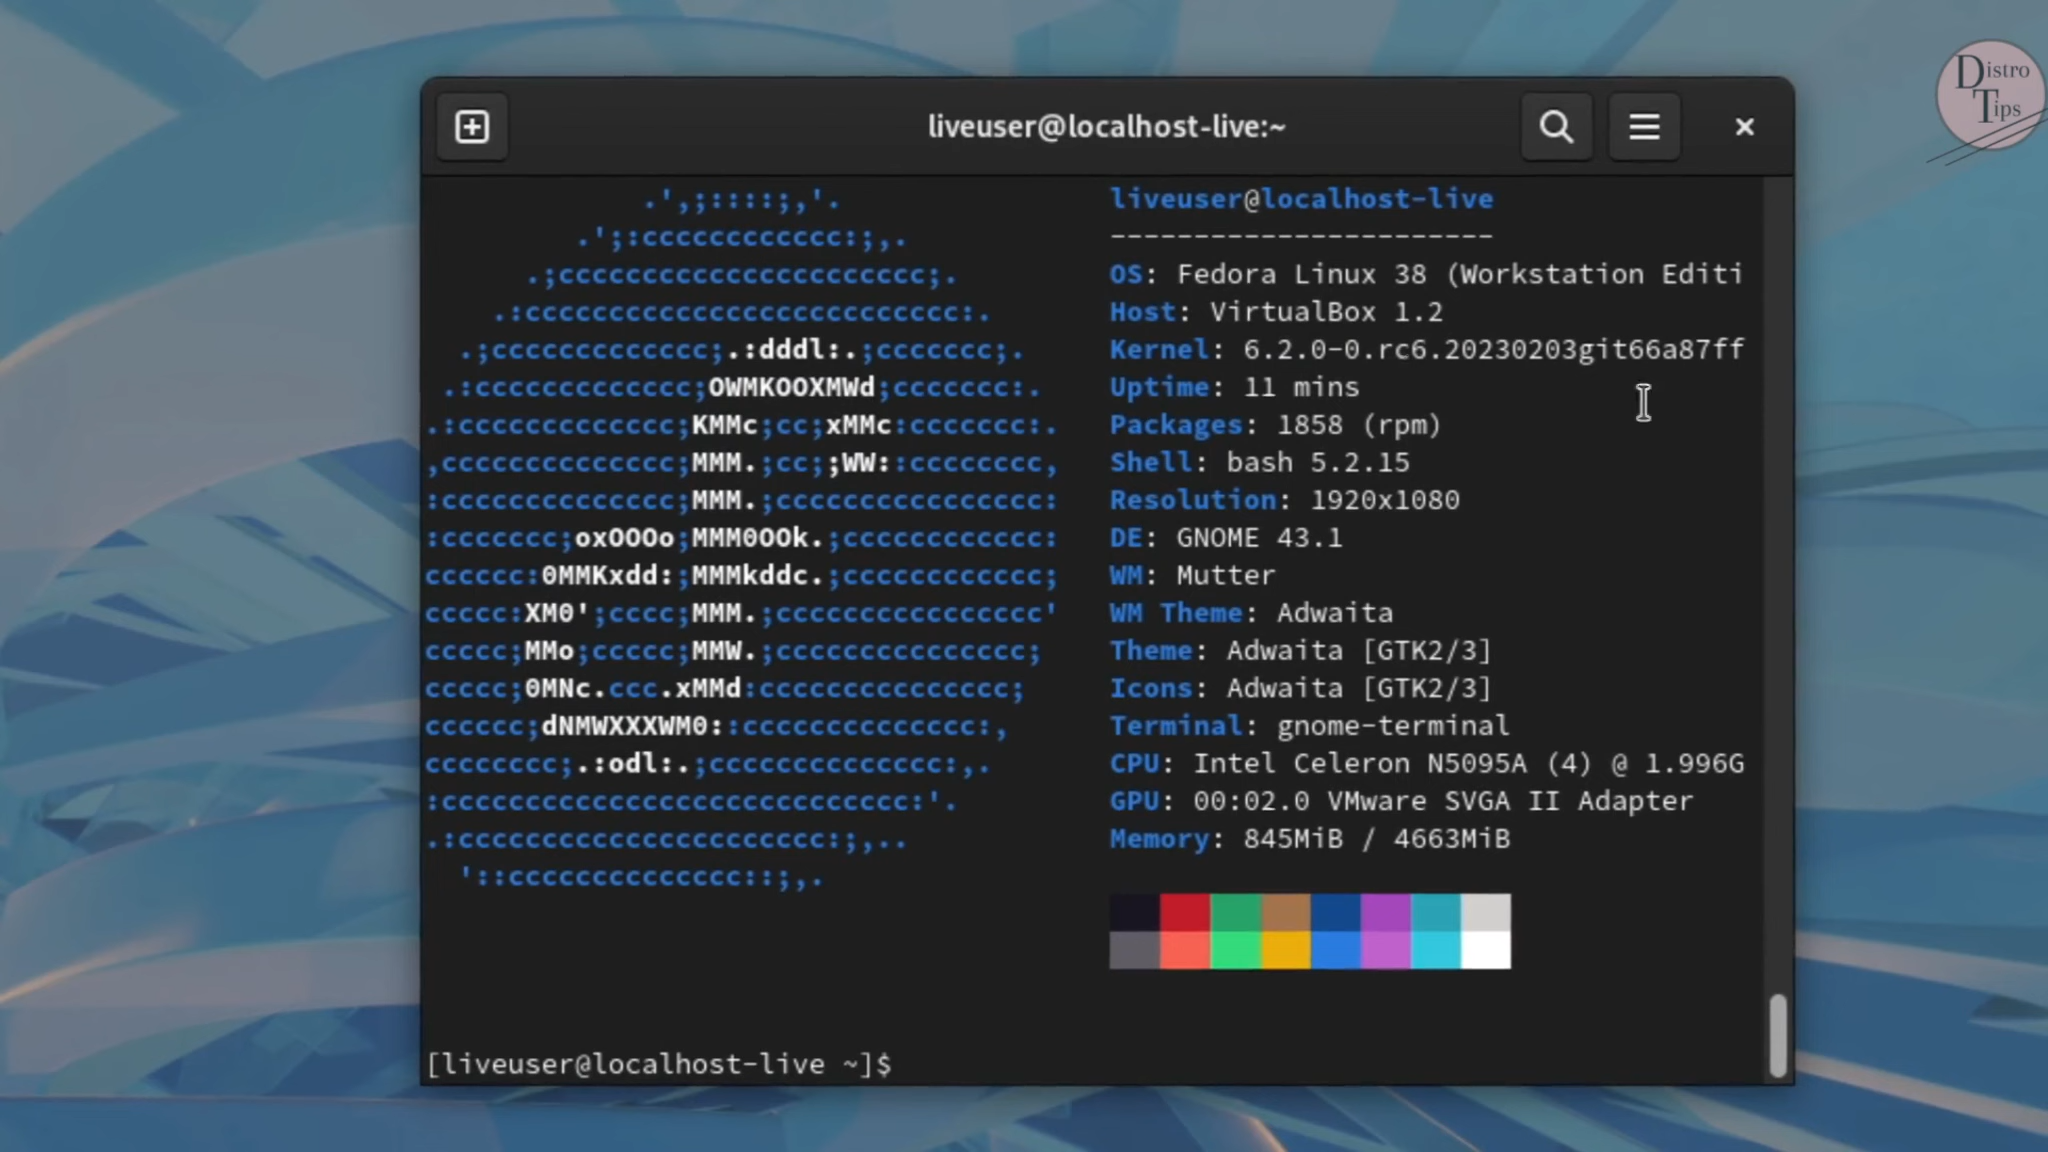 Distro
Tips
liveuser@localhost-live:~
liveuser@localhost-live
-----------------------
OS: Fedora Linux 38 (Workstation Editi
Host: VirtualBox 1.2
Kernel: 6.2.0-0.rc6.20230203git66a87ff
Uptime: 11 mins
Packages: 1858 (rpm)
Shell: bash 5.2.15
Resolution: 1920x1080
DE: GNOME 43.1
WM: Mutter
WM Theme: Adwaita
Theme: Adwaita [GTK2/3]
Icons: Adwaita [GTK2/3]
Terminal: gnome-terminal
CPU: Intel Celeron N5095A (4) @ 1.996G
GPU: 00:02.0 VMware SVGA II Adapter
Memory: 845MiB / 4663MiB
[liveuser@localhost-live ~]$